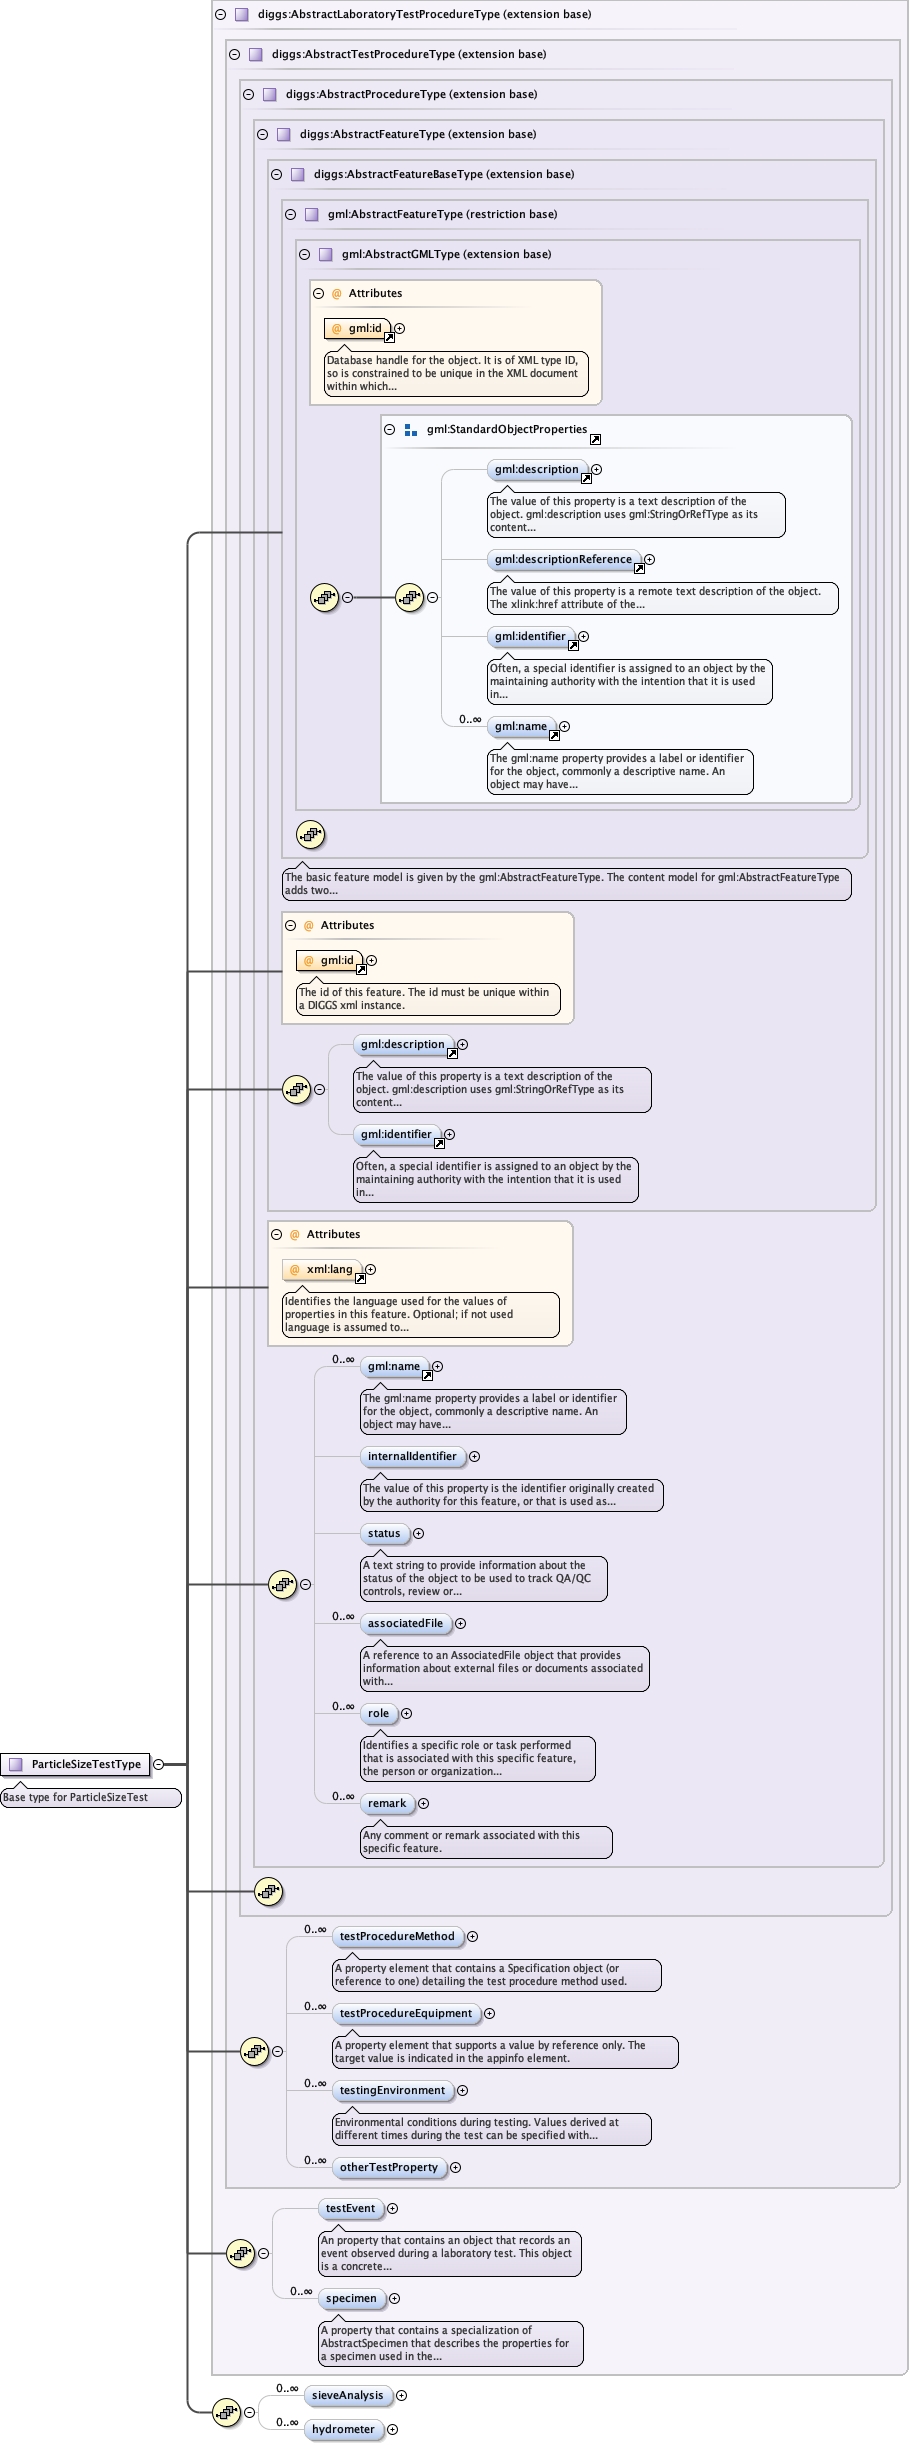 diggs:AbstractLaboratoryTestProcedureType (extension base)
diggs:AbstractTestProcedureType (extension base)
diggs:AbstractProcedureType (extension base)
diggs:AbstractFeatureType (extension base)
diggs:AbstractFeatureBaseType (extension base)
gml:AbstractFeatureType (restriction base)
gml:AbstractGMLType (extension base)
@ Attributes
@ gml:id
Database handle for the object. It is of XML type ID,
so is constrained to be unique in the XML document
within which...
gml:StandardObjectProperties
gml:description
The value of this property is a text description of the
object. gml:description uses gml:StringOrRefType as its
content...
gml:descriptionReference
The value of this property is a remote text description of the object.
The xlink:href attribute of the...
gml:identifier
Often, a special identifier is assigned to an object by the
maintaining authority with the intention that it is used
in...
0..∞
gml:name
The gml:name property provides a label or identifier
for the object, commonly a descriptive name. An
object may have...
The basic feature model is given by the gml:AbstractFeatureType. The content model for gml:AbstractFeatureType
adds two...
@ Attributes
@ gml:id
The id of this feature. The id must be unique within
a DIGGS xml instance.
gml:description
The value of this property is a text description of the
object. gml:description uses gml:StringOrRefType as its
content...
gml:identifier
Often, a special identifier is assigned to an object by the
maintaining authority with the intention that it is used
in...
@ Attributes
@ xml:lang
Identifies the language used for the values of
properties in this feature. Optional; if not used
language is assumed to...
0..∞
gml:name
The gml:name property provides a label or identifier
for the object, commonly a descriptive name. An
object may have...
internalIdentifier
The value of this property is the identifier originally created
by the authority for this feature, or that is used as...
status
A text string to provide information about the
status of the object to be used to track QA/QC
controls, review or...
0..∞
associatedFile
A reference to an AssociatedFile object that provides
information about external files or documents associated
with...
0..∞
role
Identifies a specific role or task performed
that is associated with this specific feature,
the person or organization...
ParticleSizeTestType
Base type for ParticleSizeTest
0..∞
remark
Any comment or remark associated with this
specific feature.
0..∞
testProcedureMethod
A property element that contains a Specification object (or
reference to one) detailing the test procedure method used.
0..∞
testProcedureEquipment
A property element that supports a value by reference only. The
target value is indicated in the appinfo element.
0..∞
testingEnvironment
Environmental conditions during testing. Values derived at
different times during the test can be specified with...
0..∞
otherTestProperty
testEvent
An property that contains an object that records an
event observed during a laboratory test. This object
is a concrete...
0..∞
specimen
A property that contains a specialization of
AbstractSpecimen that describes the properties for
a specimen used in the...
0..∞
sieveAnalysis
0..∞
hydrometer